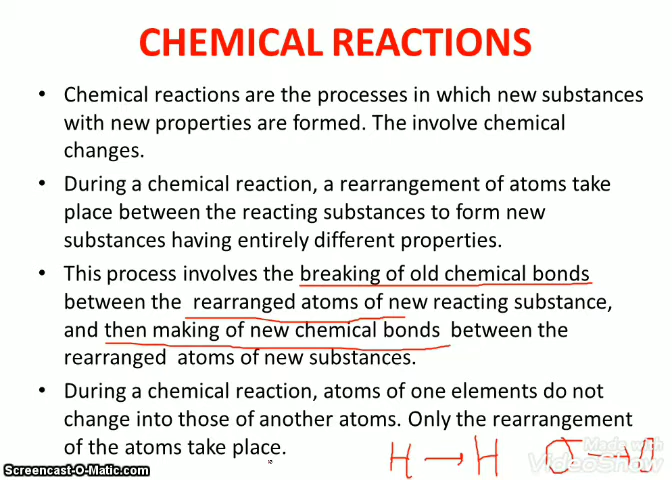 CHEMICAL REACTIONS
• Chemical reactions are the processes in which new substances
with new properties are formed. The involve chemical
changes.
• During a chemical reaction, a rearrangement of atoms take
place between the reacting substances to form new
substances having entirely different properties.
• This process involves the breaking of old chemical bonds
between the rearranged atoms of new reacting substance,
and then making of new chemical bonds between the
rearranged atoms of new substances.
• During a chemical reaction, atoms of one elements do not
change into those of another atoms. Only the rearrangement
of the atoms take place.
H → H O → O
Made with
VideoShow
Screencast-O-Matic.com